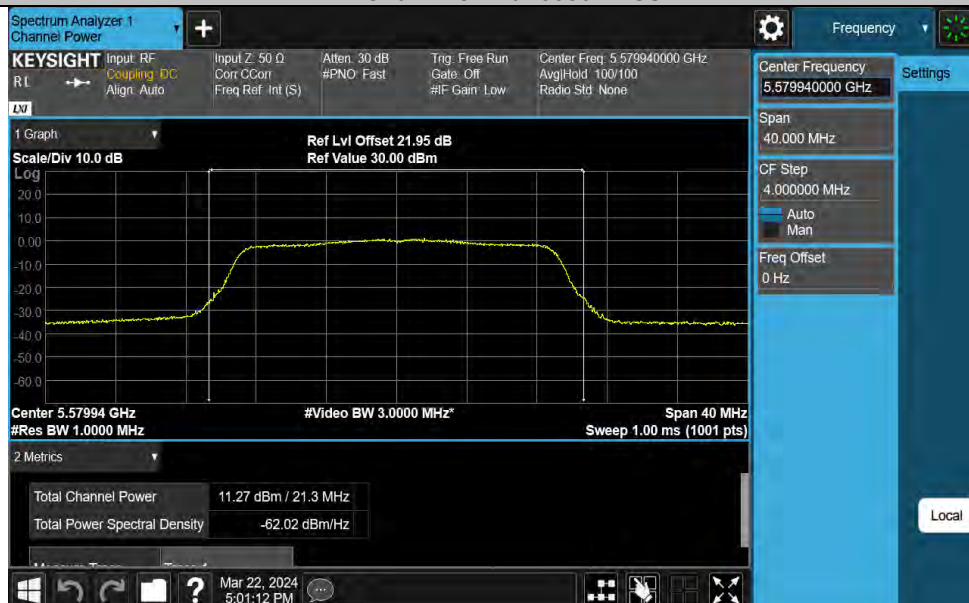 Spectrum Analyzer 1
Channel Power
Frequency
KEYSIGHT
RL
LXI
Input: RF
Coupling: DC
Align: Auto
Input Z: 50 Ω
Corr CCorr
Freq Ref: Int (S)
Atten: 30 dB
#PNO: Fast
Trig: Free Run
Gate: Off
#IF Gain: Low
Center Freq: 5.579940000 GHz
Avg|Hold: 100/100
Radio Std: None
Center Frequency
5.579940000 GHz
Settings
Span
40.000 MHz
CF Step
4.000000 MHz
Auto
Man
Freq Offset
0 Hz
1 Graph
Scale/Div 10.0 dB
Ref Lvl Offset 21.95 dB
Ref Value 30.00 dBm
Log
20.0
10.0
0.00
-10.0
-20.0
-30.0
-40.0
-50.0
-60.0
Center 5.57994 GHz
#Video BW 3.0000 MHz*
Span 40 MHz
#Res BW 1.0000 MHz
Sweep 1.00 ms (1001 pts)
2 Metrics
Total Channel Power 11.27 dBm / 21.3 MHz
Total Power Spectral Density -62.02 dBm/Hz
Local
Mar 22, 2024
5:01:12 PM